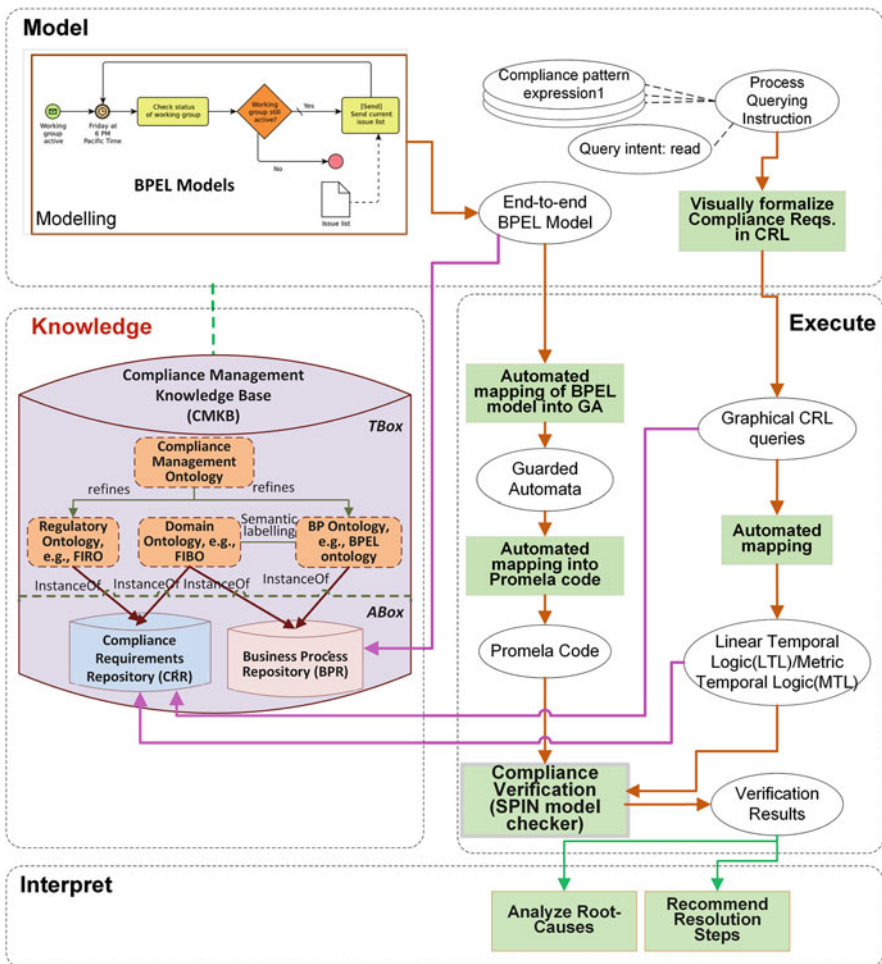 Model
Working
group
active
Friday at
6 PM
Pacific Time
Check status
of working group
Working
group still
active?
Yes
No
[Send]
Send current
issue list
Issue list
BPEL Models
Modelling
Compliance pattern
expression1
Query intent: read
Process
Querying
Instruction
End-to-end
BPEL Model
Visually formalize
Compliance Reqs.
in CRL
Knowledge
Compliance Management
Knowledge Base
(CMKB)
TBox
Compliance
Management
Ontology
refines
refines
Regulatory
Ontology,
e.g., FIRO
Domain
Ontology, e.g.,
FIBO
Semantic
labelling
BP Ontology,
e.g., BPEL
ontology
InstanceOf
InstanceOf
InstanceOf
InstanceOf
ABox
Compliance
Requirements
Repository (CRR)
Business Process
Repository (BPR)
Execute
Automated
mapping of BPEL
model into GA
Guarded
Automata
Automated
mapping into
Promela code
Promela Code
Graphical CRL
queries
Automated
mapping
Linear Temporal
Logic(LTL)/Metric
Temporal Logic(MTL)
Compliance
Verification
(SPIN model
checker)
Verification
Results
Interpret
Analyze Root-
Causes
Recommend
Resolution
Steps